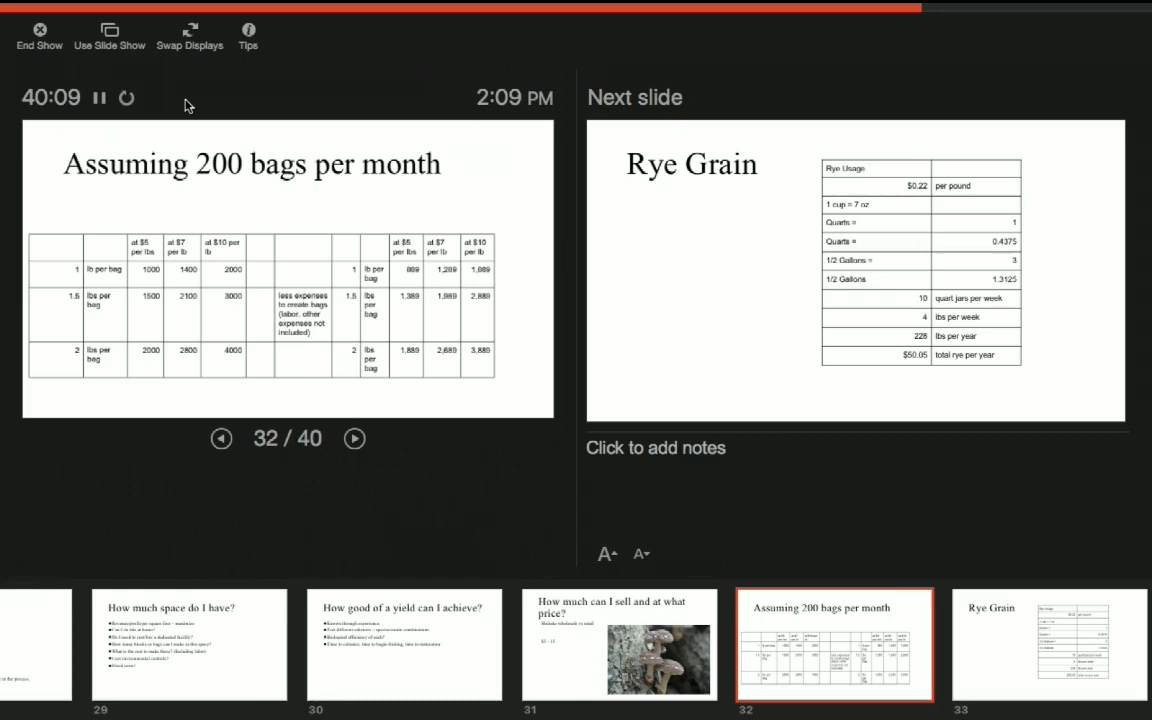 End Show Use Slide Show Swap Displays Tips
40:09 2:09 PM
Next slide
Assuming 200 bags per month
at $5 per lbs at $7 per lb at $10 per lb at $5 per lbs at $7 per lb at $10 per lb
1 lb per bag 1000 1400 2000 1 lb per bag 889 1,289 1,889
1.5 lbs per bag 1500 2100 3000 less expenses to create bags (labor, other expenses not included) 1.5 lbs per bag 1,389 1,989 2,889
2 lbs per bag 2000 2800 4000 2 lbs per bag 1,889 2,689 3,889
32 / 40
Rye Grain
Rye Usage
$0.22 per pound
1 cup = 7 oz
Quarts = 1
Quarts = 0.4375
1/2 Gallons = 3
1/2 Gallons 1.3125
10 quart jars per week
4 lbs per week
228 lbs per year
$50.05 total rye per year
Click to add notes
A A
How much space do I have?
29
How good of a yield can I achieve?
30
How much can I sell and at what
price?
Shiitake wholesale vs retail
31
Assuming 200 bags per month
32
Rye Grain
33